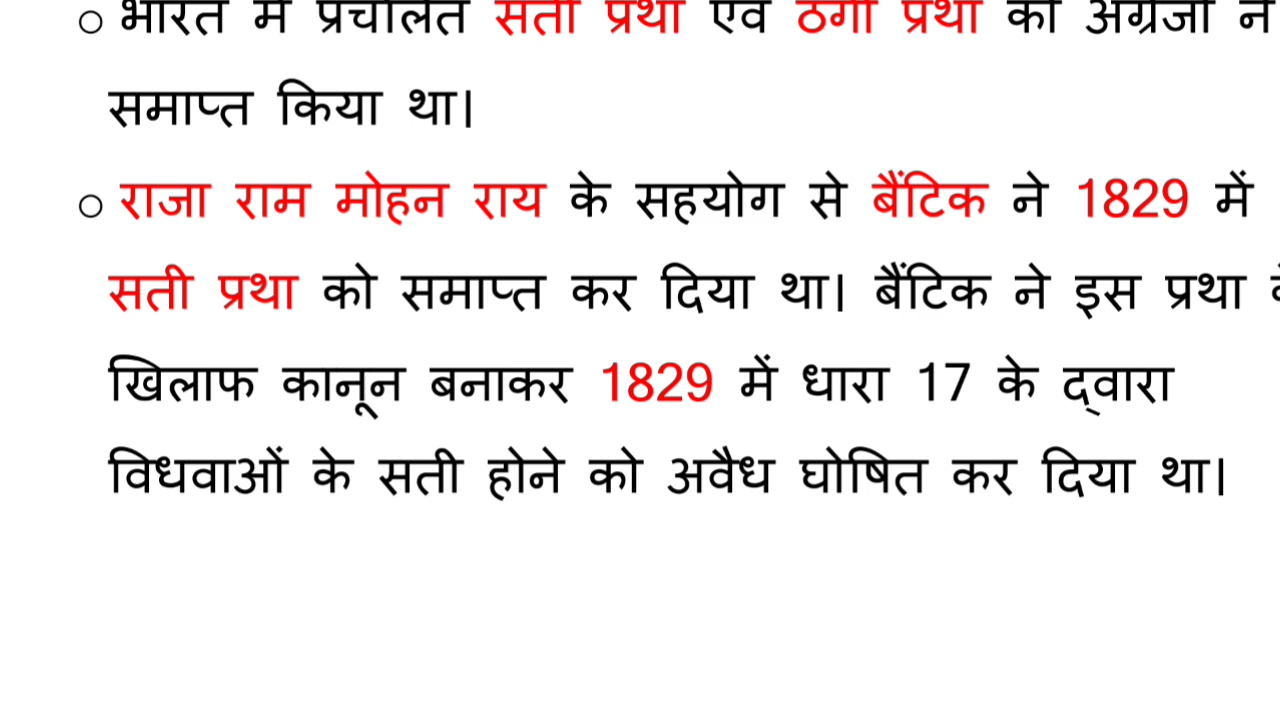 ○ भारत में प्रचलित सती प्रथा एवं ठगी प्रथा को अंग्रेजों ने
समाप्त किया था।
○ राजा राम मोहन राय के सहयोग से बैंटिक ने 1829 में
सती प्रथा को समाप्त कर दिया था। बैंटिक ने इस प्रथा के
खिलाफ कानून बनाकर 1829 में धारा 17 के द्वारा
विधवाओं के सती होने को अवैध घोषित कर दिया था।